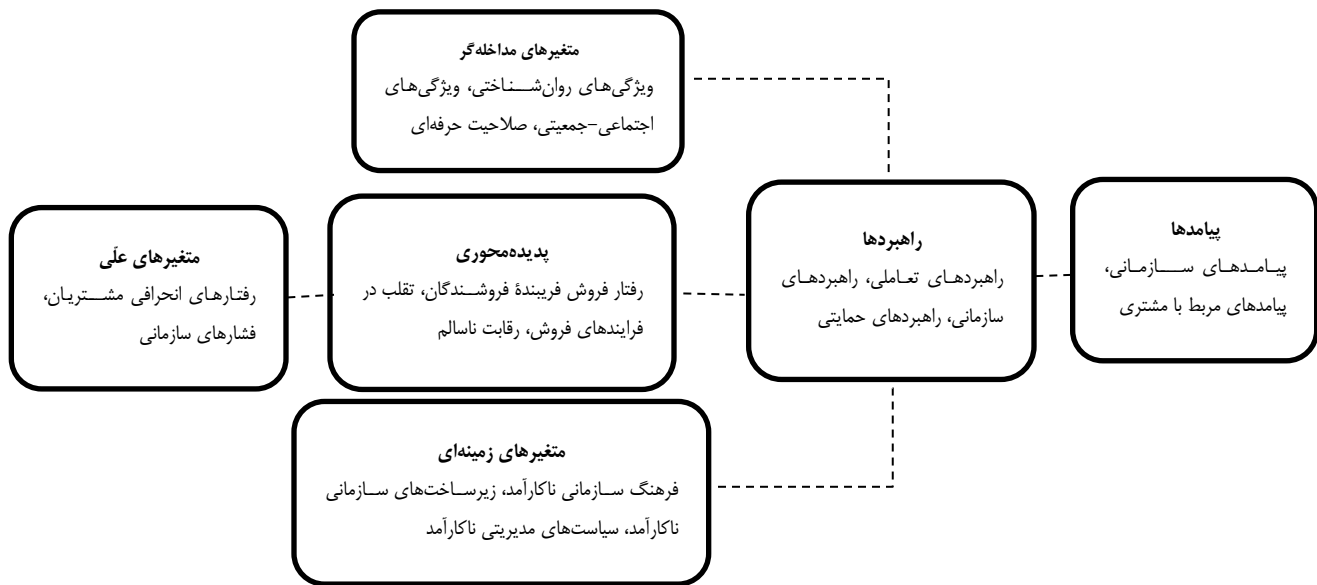 متغیرهای مداخله‌گر
ویژگی‌های روان‌شناختی، ویژگی‌های
اجتماعی-جمعیتی، صلاحیت حرفه‌ای
پیامدها
پیامدهای سازمانی،
پیامدهای مربط با مشتری
راهبردها
راهبردهای تعاملی، راهبردهای
سازمانی، راهبردهای حمایتی
پدیده‌محوری
رفتار فروش فریبندۀ فروشندگان، تقلب در
فرایندهای فروش، رقابت ناسالم
متغیرهای علّی
رفتارهای انحرافی مشتریان،
فشارهای سازمانی
متغیرهای زمینه‌ای
فرهنگ سازمانی ناکارآمد، زیرساخت‌های سازمانی
ناکارآمد، سیاست‌های مدیریتی ناکارآمد